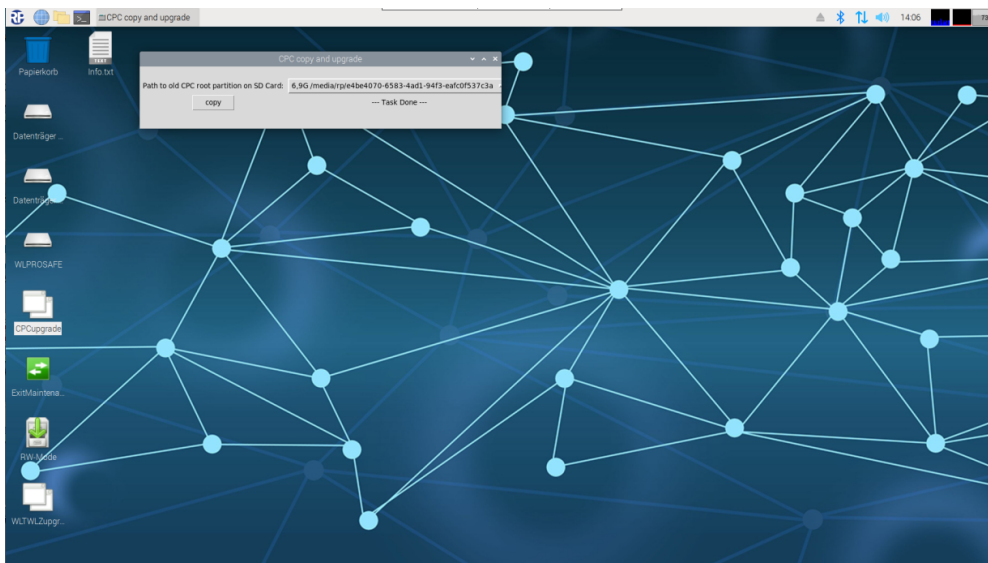 CPC copy and upgrade
14:06
Papierkorb
Info.txt
TEXT
CPC copy and upgrade
Path to old CPC root partition on SD Card: 6,9G /media/rp/e4be4070-6583-4ad1-94f3-eafc0f537c3a
copy
--- Task Done ---
Datenträger ...
Datenträge...
WLPROSAFE
CPCupgrade
ExitMaintena...
RW-Mode
WLTWLZupgr...